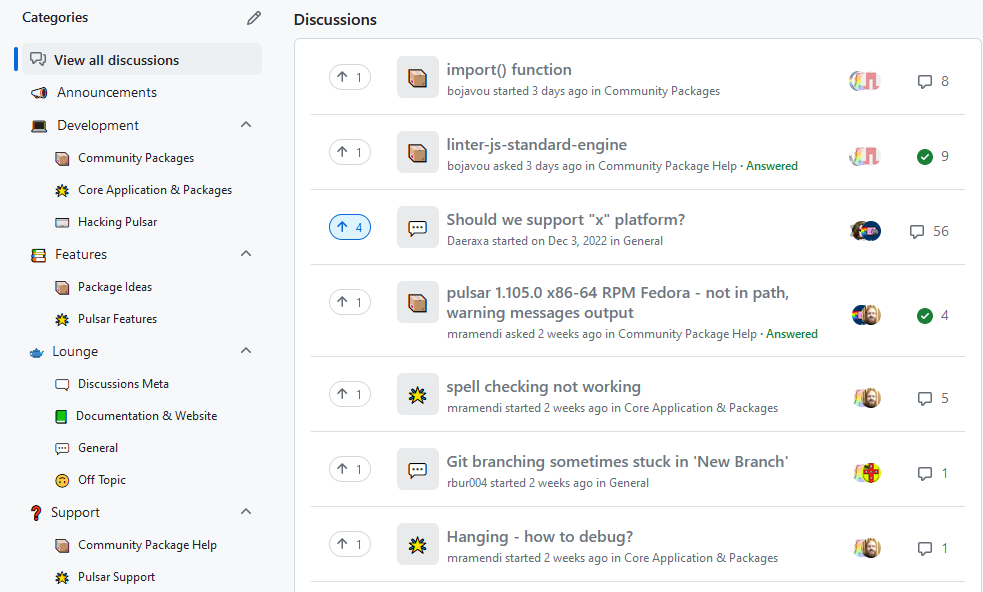 Categories
View all discussions
Announcements
Development
Community Packages
Core Application & Packages
Hacking Pulsar
Features
Package Ideas
Pulsar Features
Lounge
Discussions Meta
Documentation & Website
General
Off Topic
Support
Community Package Help
Pulsar Support
Discussions
1
import() function
bojavou started 3 days ago in Community Packages
8
1
linter-js-standard-engine
bojavou asked 3 days ago in Community Package Help · Answered
9
4
Should we support "x" platform?
Daeraxa started on Dec 3, 2022 in General
56
1
pulsar 1.105.0 x86-64 RPM Fedora - not in path,
warning messages output
mramendi asked 2 weeks ago in Community Package Help · Answered
4
1
spell checking not working
mramendi started 2 weeks ago in Core Application & Packages
5
1
Git branching sometimes stuck in 'New Branch'
rbur004 started 2 weeks ago in General
1
1
Hanging - how to debug?
mramendi started 2 weeks ago in Core Application & Packages
1